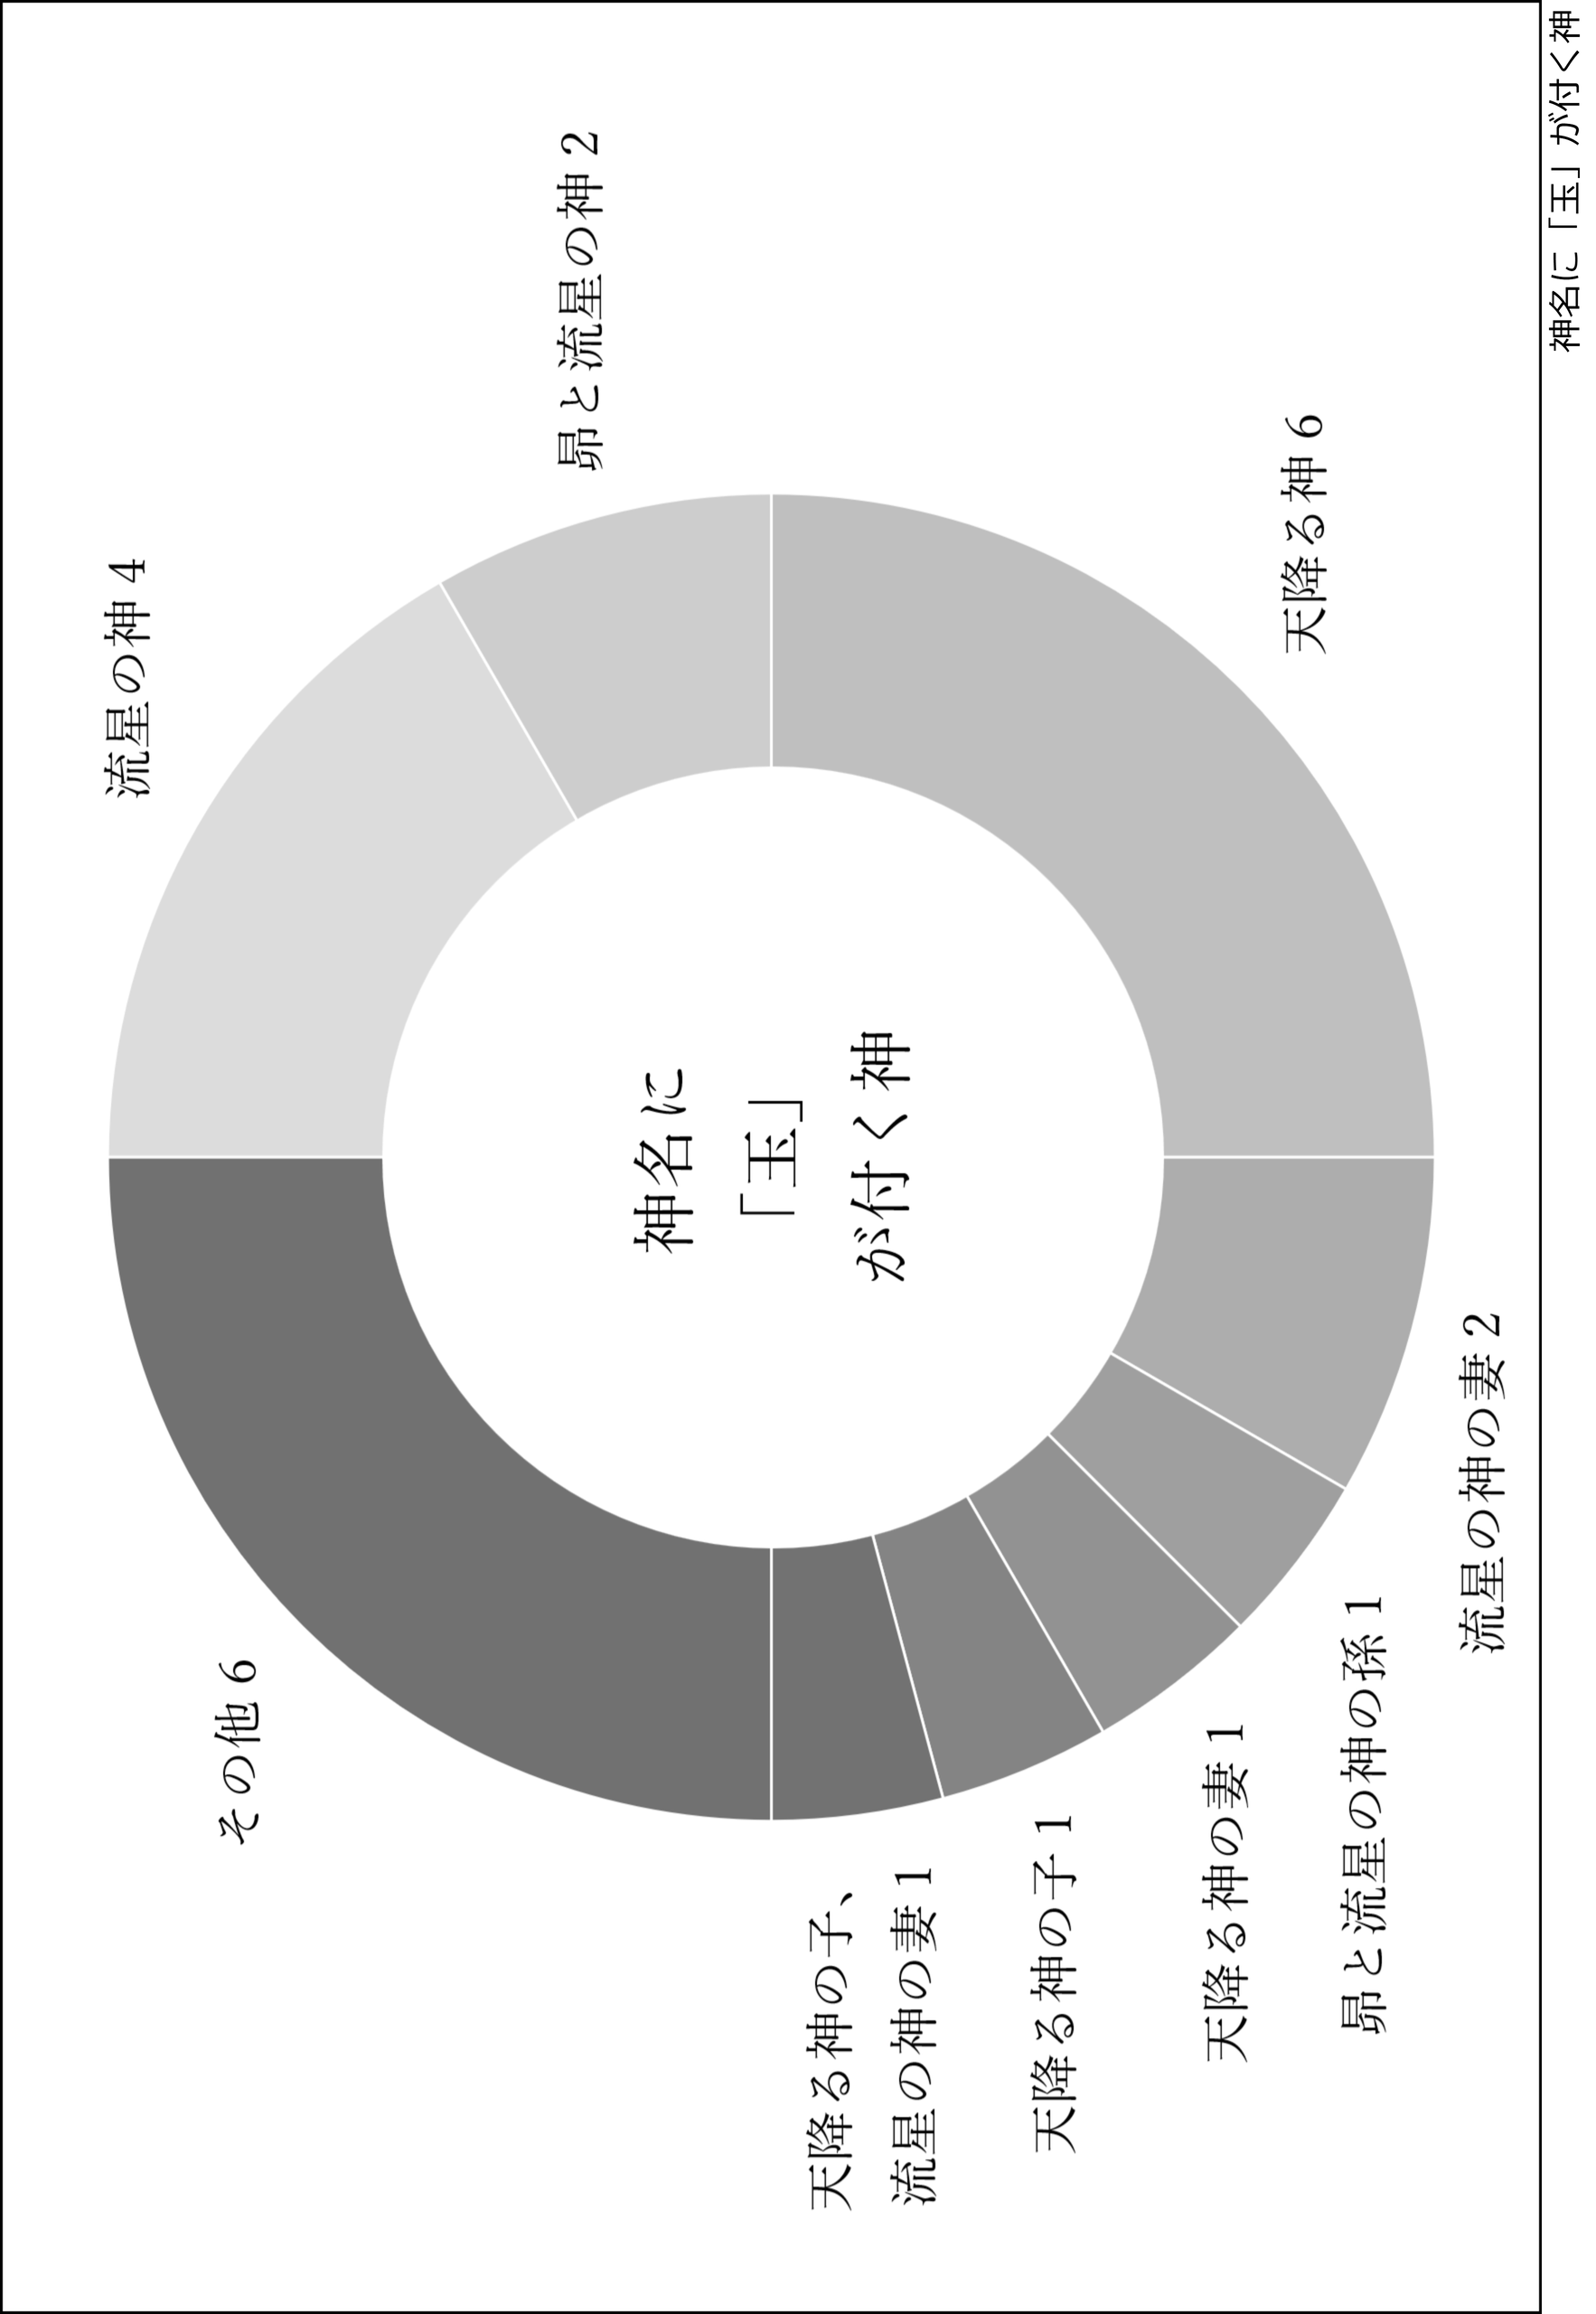 神名に「玉」が付く神
神名に
「玉」
が付く神
流星の神 4
昴と流星の神 2
天降る神 6
流星の神の妻 2
昴と流星の神の孫 1
天降る神の妻 1
天降る神の子 1
天降る神の子、
流星の神の妻 1
その他 6